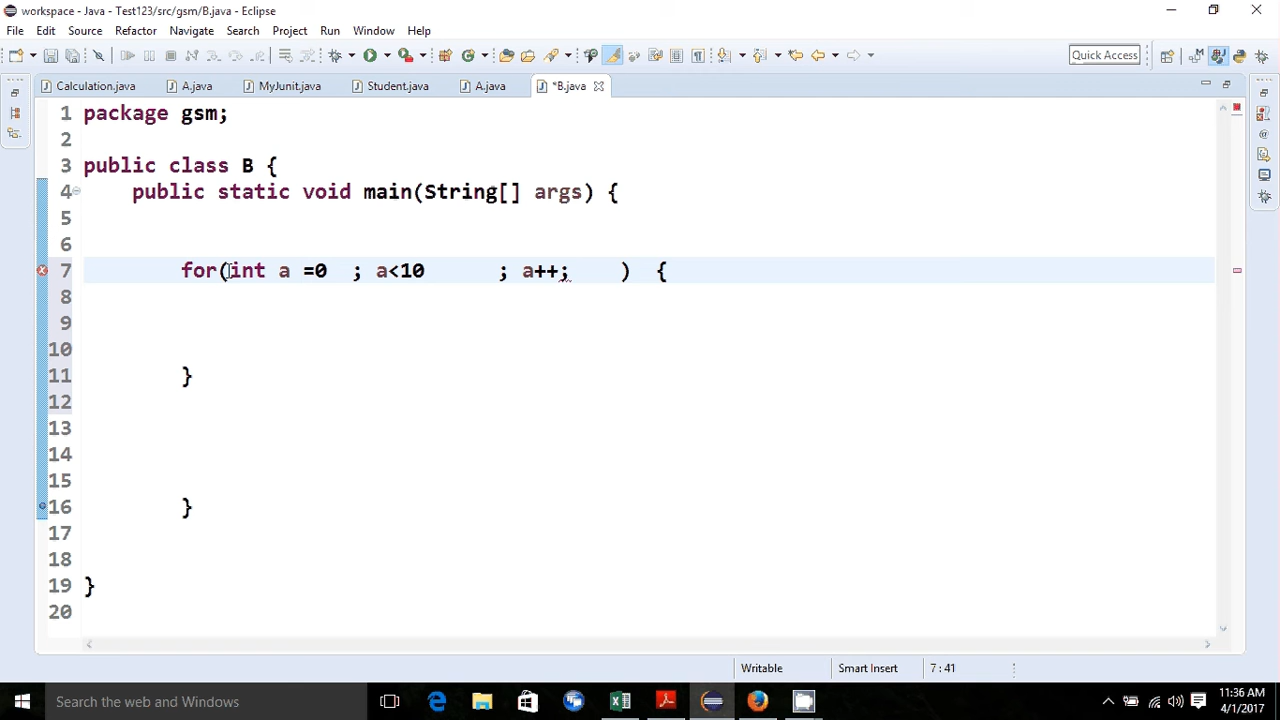 workspace - Java - Test123/src/gsm/B.java - Eclipse
File Edit Source Refactor Navigate Search Project Run Window Help
Quick Access
Calculation.java A.java MyJunit.java Student.java A.java *B.java
1 package gsm;
2
3 public class B {
4 public static void main(String[] args) {
5
6
7 for(int a =0 ; a<10 ; a++; ) {
8
9
10
11 }
12
13
14
15
16 }
17
18
19 }
20
Writable Smart Insert 7 : 41
Search the web and Windows
11:36 AM
4/1/2017